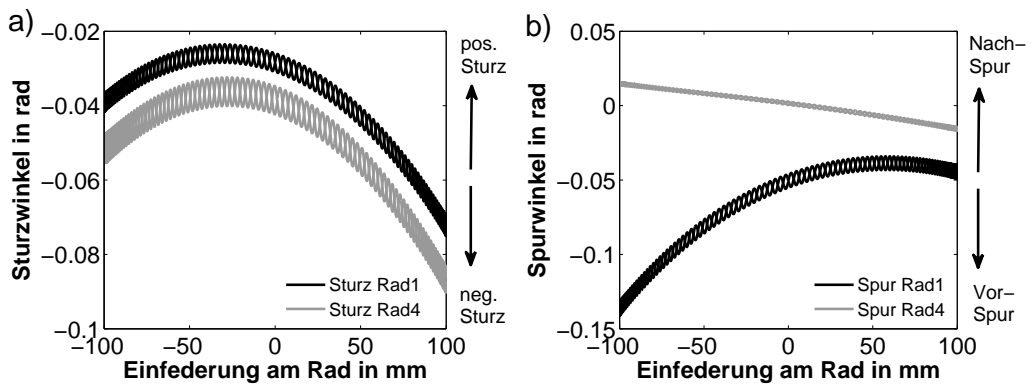 a)
Sturzwinkel in rad
−0.02
−0.04
−0.06
−0.08
−0.1
−100
−50
0
50
100
Einfederung am Rad in mm
Sturz Rad1
Sturz Rad4
pos.
Sturz
neg.
Sturz
b)
Spurwinkel in rad
0.05
0
−0.05
−0.1
−0.15
−100
−50
0
50
100
Einfederung am Rad in mm
Spur Rad1
Spur Rad4
Nach−
Spur
Vor−
Spur